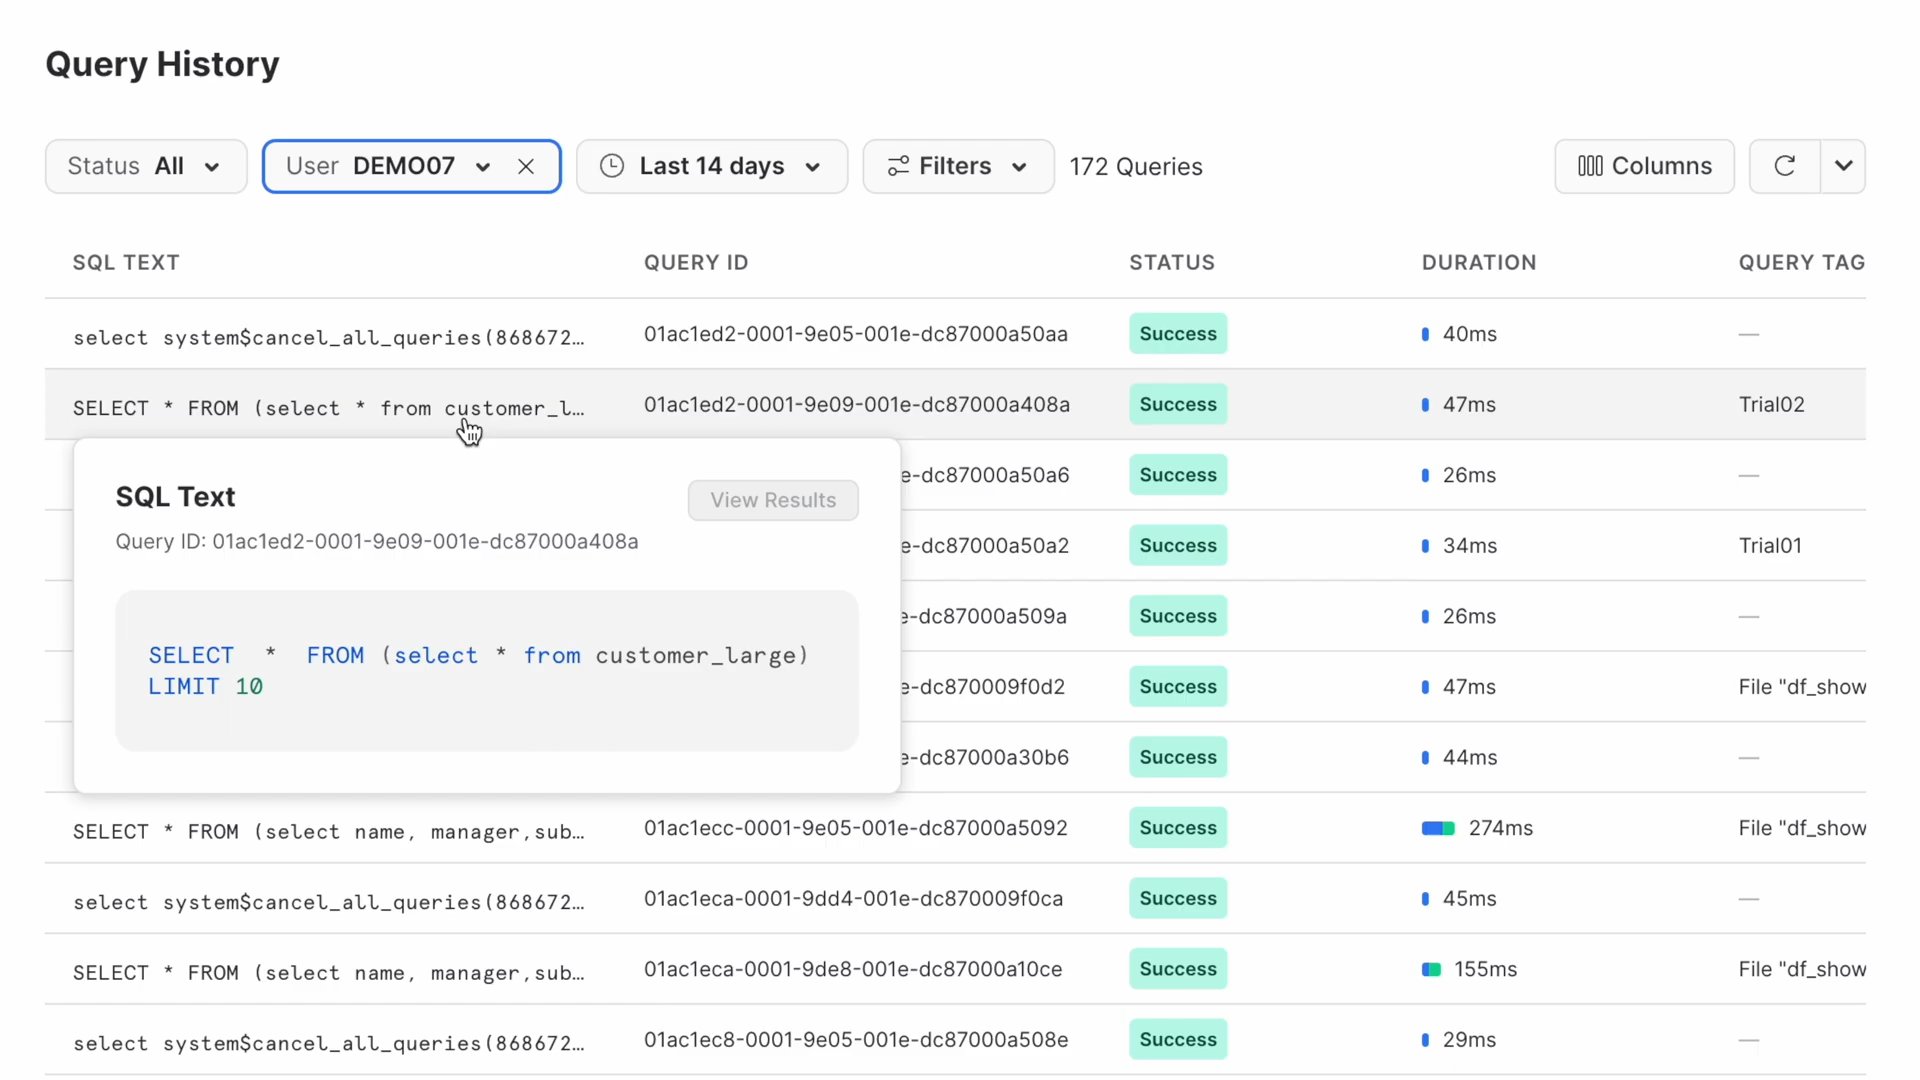 Query History
Status All User DEMO07 Last 14 days Filters 172 Queries Columns
SQL TEXT QUERY ID STATUS DURATION QUERY TAG
select system$cancel_all_queries(868672… 01ac1ed2-0001-9e05-001e-dc87000a50aa Success 40ms —
SELECT * FROM (select * from customer_l… 01ac1ed2-0001-9e09-001e-dc87000a408a Success 47ms Trial02
e-dc87000a50a6 Success 26ms —
SQL Text View Results
Query ID: 01ac1ed2-0001-9e09-001e-dc87000a408a
e-dc87000a50a2 Success 34ms Trial01
e-dc87000a509a Success 26ms —
SELECT * FROM (select * from customer_large)
LIMIT 10
e-dc870009f0d2 Success 47ms File "df_show
e-dc87000a30b6 Success 44ms —
SELECT * FROM (select name, manager,sub… 01ac1ecc-0001-9e05-001e-dc87000a5092 Success 274ms File "df_show
select system$cancel_all_queries(868672… 01ac1eca-0001-9dd4-001e-dc870009f0ca Success 45ms —
SELECT * FROM (select name, manager,sub… 01ac1eca-0001-9de8-001e-dc87000a10ce Success 155ms File "df_show
select system$cancel_all_queries(868672… 01ac1ec8-0001-9e05-001e-dc87000a508e Success 29ms —